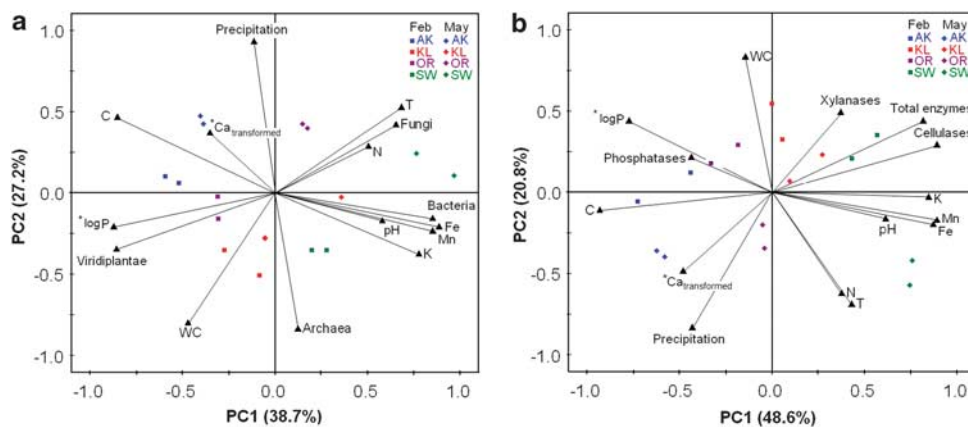 a
Precipitation
Feb May
AK AK
KL KL
OR OR
SW SW
C
*Ca transformed
T
Fungi
N
*logP
Viridiplantae
Bacteria
Fe
pH
Mn
K
WC
Archaea
PC2 (27.2%)
1.0
0.5
0.0
-0.5
-1.0
-1.0 -0.5 0.0 0.5 1.0
PC1 (38.7%)
b
WC
Feb May
AK AK
KL KL
OR OR
SW SW
*logP
Xylanases
Total enzymes
Cellulases
Phosphatases
C
K
Mn
pH
Fe
*Ca transformed
N
T
Precipitation
PC2 (20.8%)
1.0
0.5
0.0
-0.5
-1.0
-1.0 -0.5 0.0 0.5 1.0
PC1 (48.6%)